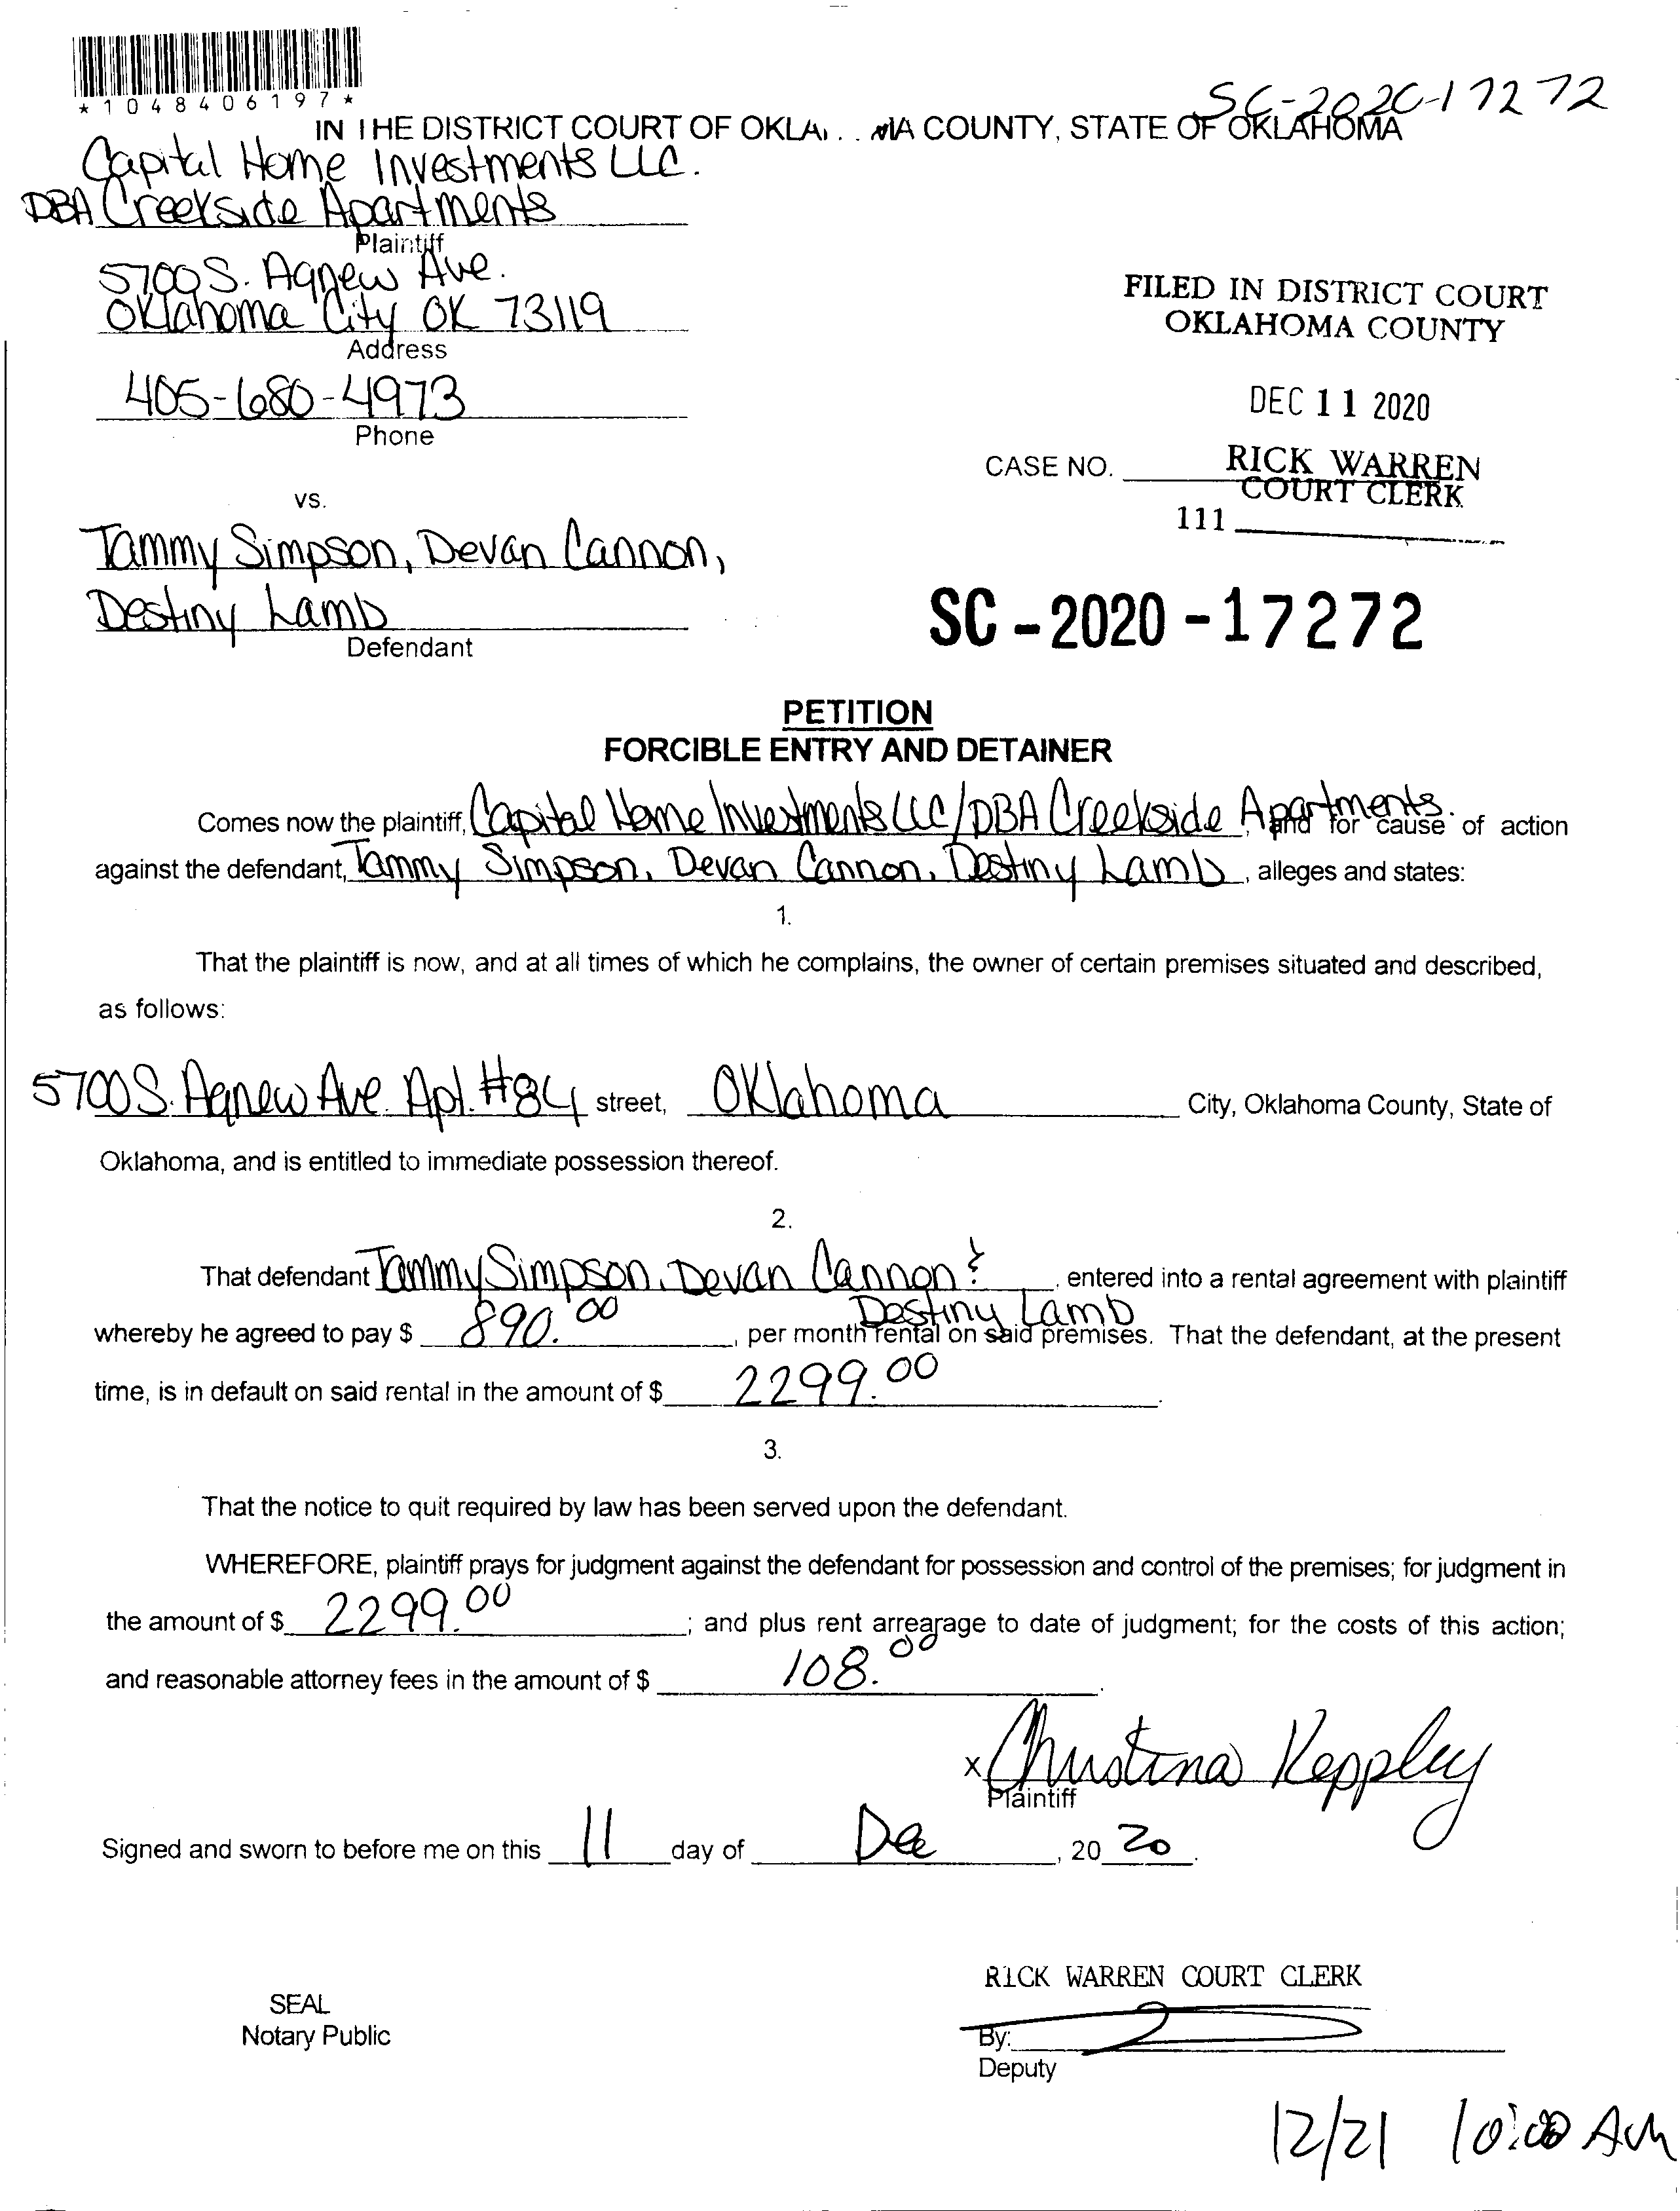 *1048406197*
SC-2020-17272
IN THE DISTRICT COURT OF OKLA...MA COUNTY, STATE OF OKLAHOMA
Capital Home Investments LLC.
DBA Creekside Apartments
Plaintiff
5700 S. Agnew Ave.
Oklahoma City OK 73119
Address
405-680-4973
Phone
FILED IN DISTRICT COURT
OKLAHOMA COUNTY
DEC 11 2020
CASE NO. RICK WARREN
COURT CLERK
111
vs.
Tammy Simpson, Devan Cannon,
Destiny Lamb
Defendant
SC-2020-17272
PETITION
FORCIBLE ENTRY AND DETAINER
Comes now the plaintiff, Capital Home Investments LLC/DBA Creekside Apartments. , and for cause of action
against the defendant, Tammy Simpson, Devan Cannon, Destiny Lamb, alleges and states:
1.
That the plaintiff is now, and at all times of which he complains, the owner of certain premises situated and described,
as follows:
5700 S. Agnew Ave. Apt. #84 street, Oklahoma City, Oklahoma County, State of
Oklahoma, and is entitled to immediate possession thereof.
2.
That defendant Tammy Simpson, Devan Cannon & , entered into a rental agreement with plaintiff
Destiny Lamb
whereby he agreed to pay $ 890.00, per month rental on said premises. That the defendant, at the present
time, is in default on said rental in the amount of $ 2299.00.
3.
That the notice to quit required by law has been served upon the defendant.
WHEREFORE, plaintiff prays for judgment against the defendant for possession and control of the premises; for judgment in
the amount of $ 2299.00; and plus rent arrearage to date of judgment; for the costs of this action;
and reasonable attorney fees in the amount of $ 108.00.
x Christina Keppley
Plaintiff
Signed and sworn to before me on this 11 day of Dec, 20 20.
RICK WARREN COURT CLERK
SEAL
Notary Public
By:
Deputy
12/21 10:00 AM